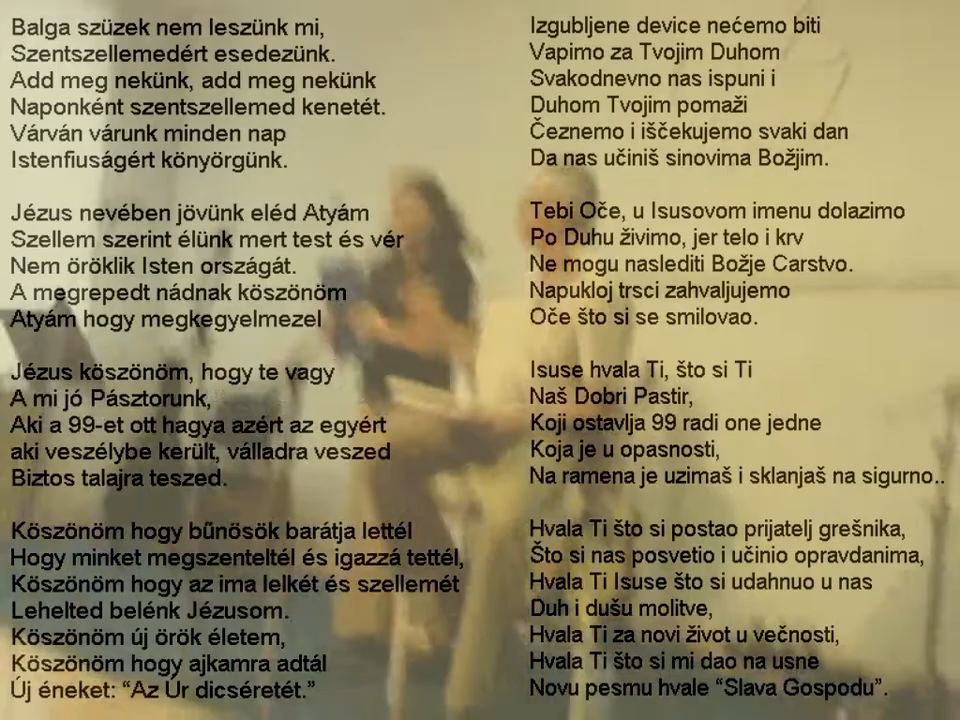 Balga szüzek nem leszünk mi,
Szentszellemedért esedezünk.
Add meg nekünk, add meg nekünk
Naponként szentszellemed kenetét.
Várván várunk minden nap
Istenfiuságért könyörgünk.

Jézus nevében jövünk eléd Atyám
Szellem szerint élünk mert test és vér
Nem öröklik Isten országát.
A megrepedt nádnak köszönöm
Atyám hogy megkegyelmezel

Jézus köszönöm, hogy te vagy
A mi jó Pásztorunk,
Aki a 99-et ott hagya azért az egyért
aki veszélybe került, válladra veszed
Biztos talajra teszed.

Köszönöm hogy bűnösök barátja lettél
Hogy minket megszenteltél és igazzá tettél,
Köszönöm hogy az ima lelkét és szellemét
Lehelted belénk Jézusom.
Köszönöm új örök életem,
Köszönöm hogy ajkamra adtál
Új éneket: “Az Úr dicséretét.”

Izgubljene device nećemo biti
Vapimo za Tvojim Duhom
Svakodnevno nas ispuni i
Duhom Tvojim pomaži
Čeznemo i iščekujemo svaki dan
Da nas učiniš sinovima Božjim.

Tebi Oče, u Isusovom imenu dolazimo
Po Duhu živimo, jer telo i krv
Ne mogu naslediti Božje Carstvo.
Napukloj trsci zahvaljujemo
Oče što si se smilovao.

Isuse hvala Ti, što si Ti
Naš Dobri Pastir,
Koji ostavlja 99 radi one jedne
Koja je u opasnosti,
Na ramena je uzimaš i sklanjaš na sigurno..

Hvala Ti što si postao prijatelj grešnika,
Što si nas posvetio i učinio opravdanima,
Hvala Ti Isuse što si udahnuo u nas
Duh i dušu molitve,
Hvala Ti za novi život u večnosti,
Hvala Ti što si mi dao na usne
Novu pesmu hvale “Slava Gospodu”.